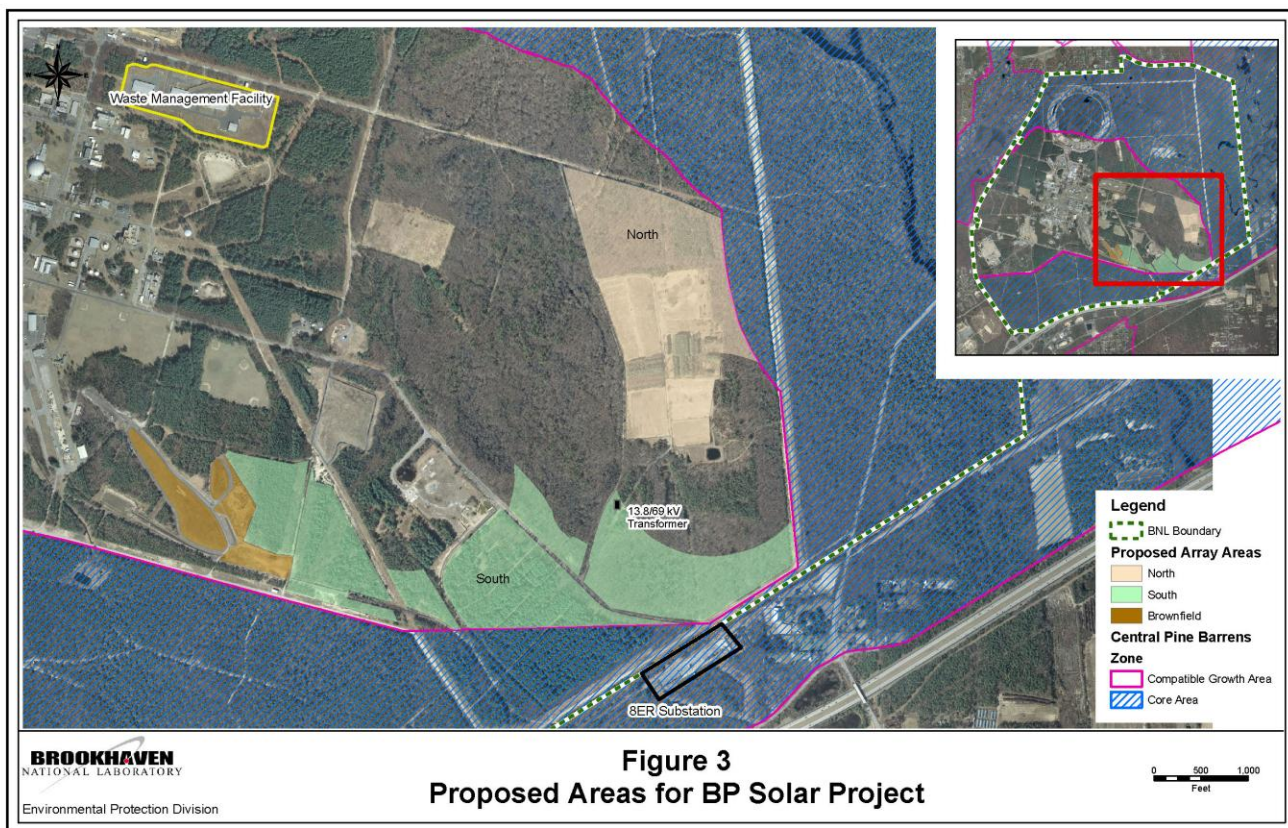 Waste Management Facility
North
13.8/69 kV
Transformer
South
8ER Substation
Legend
BNL Boundary
Proposed Array Areas
North
South
Brownfield
Central Pine Barrens
Zone
Compatible Growth Area
Core Area
BROOKHAVEN
NATIONAL LABORATORY
Environmental Protection Division
Figure 3
Proposed Areas for BP Solar Project
0 500 1,000
Feet